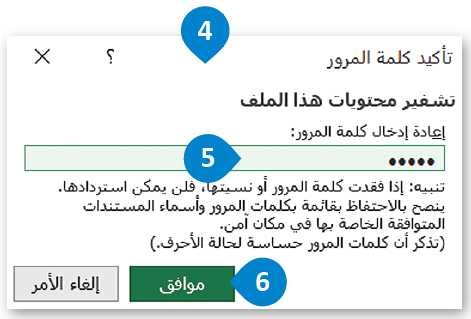 4
تأكيد كلمة المرور ؟ ×
تشفير محتويات هذا الملف
إعادة إدخال كلمة المرور:
5 •••••
تنبيه: إذا فقدت كلمة المرور أو نسيتها، فلن يمكن استردادها.
ينصح بالاحتفاظ بقائمة بكلمات المرور وأسماء المستندات
المتوافقة الخاصة بها في مكان آمن.
(تذكر أن كلمات المرور حساسة لحالة الأحرف.)
6 موافق إلغاء الأمر